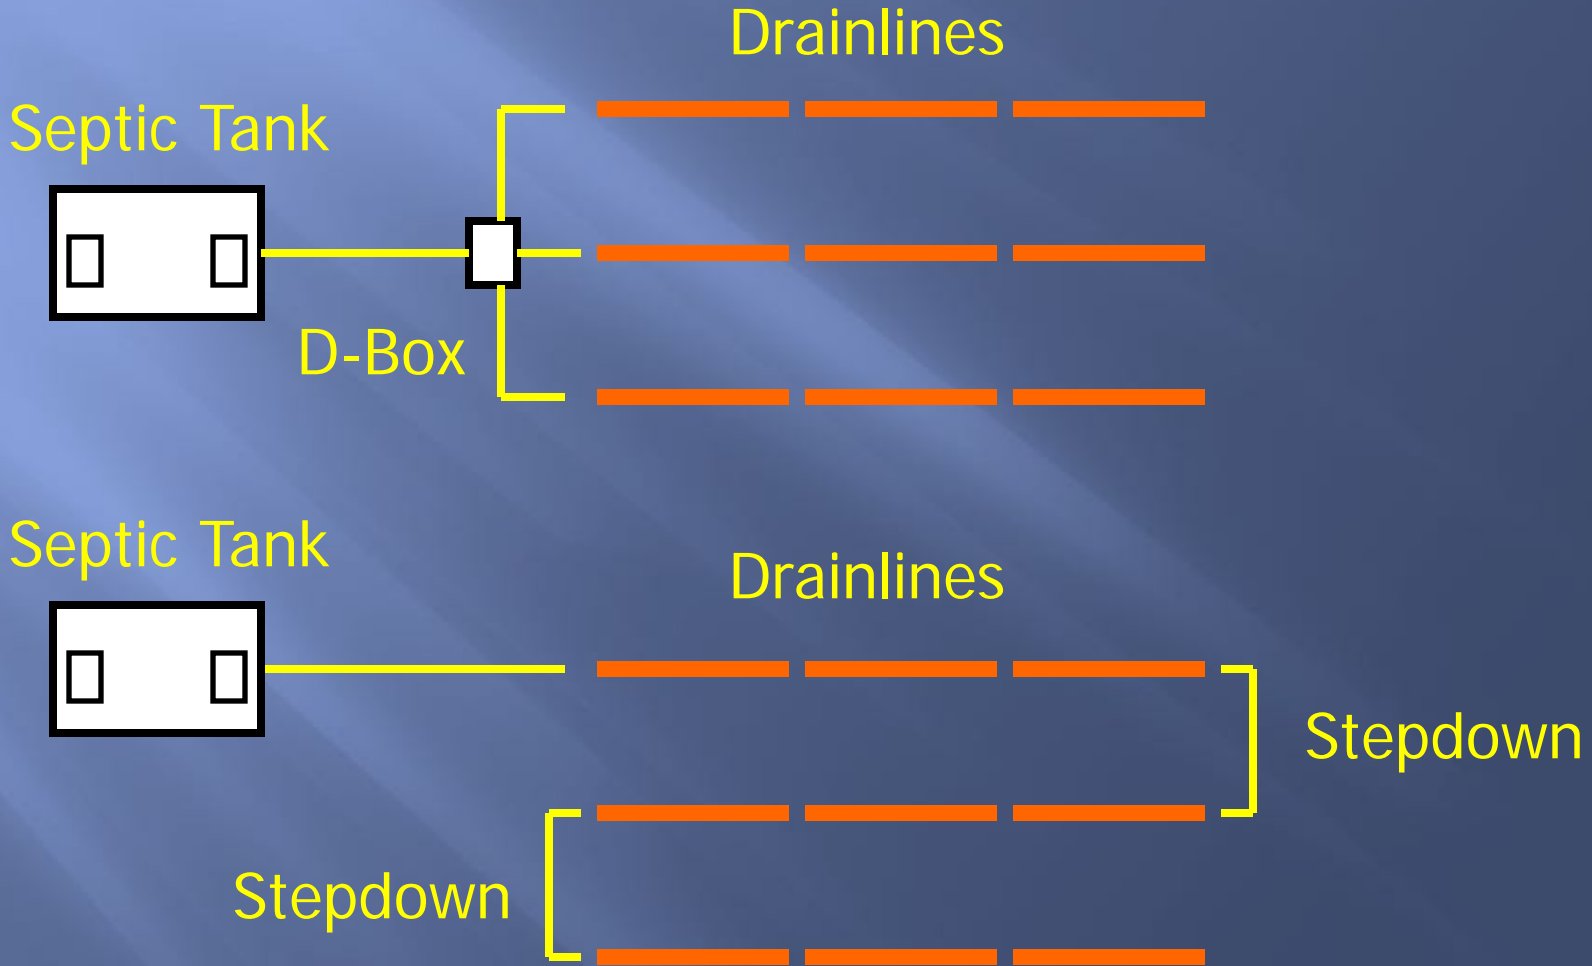 Drainlines
Septic Tank
D-Box
Septic Tank
Drainlines
Stepdown
Stepdown